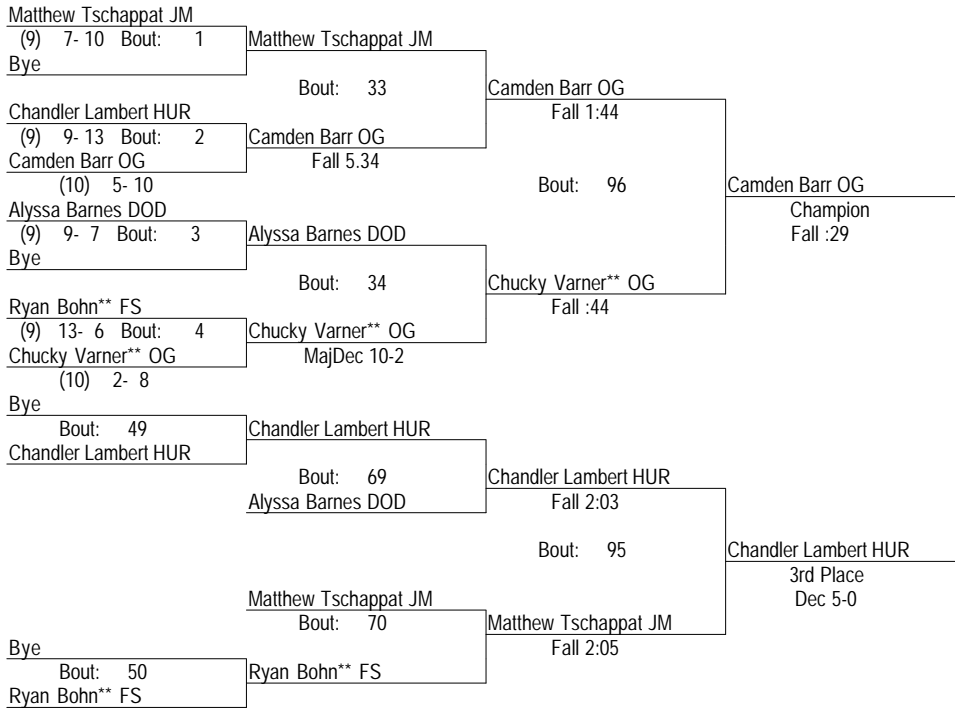 Matthew Tschappat JM
(9) 7- 10 Bout: 1
Matthew Tschappat JM
Bye
Bout: 33
Camden Barr OG
Fall 1:44
Chandler Lambert HUR
(9) 9- 13 Bout: 2
Camden Barr OG
Camden Barr OG
Fall 5.34
(10) 5- 10
Bout: 96
Camden Barr OG
Champion
Fall :29
Alyssa Barnes DOD
(9) 9- 7 Bout: 3
Alyssa Barnes DOD
Bye
Bout: 34
Chucky Varner** OG
Fall :44
Ryan Bohn** FS
(9) 13- 6 Bout: 4
Chucky Varner** OG
Chucky Varner** OG
MajDec 10-2
(10) 2- 8
Bye
Bout: 49
Chandler Lambert HUR
Chandler Lambert HUR
Bout: 69
Chandler Lambert HUR
Alyssa Barnes DOD
Fall 2:03
Bout: 95
Chandler Lambert HUR
3rd Place
Dec 5-0
Matthew Tschappat JM
Bout: 70
Matthew Tschappat JM
Fall 2:05
Bye
Bout: 50
Ryan Bohn** FS
Ryan Bohn** FS